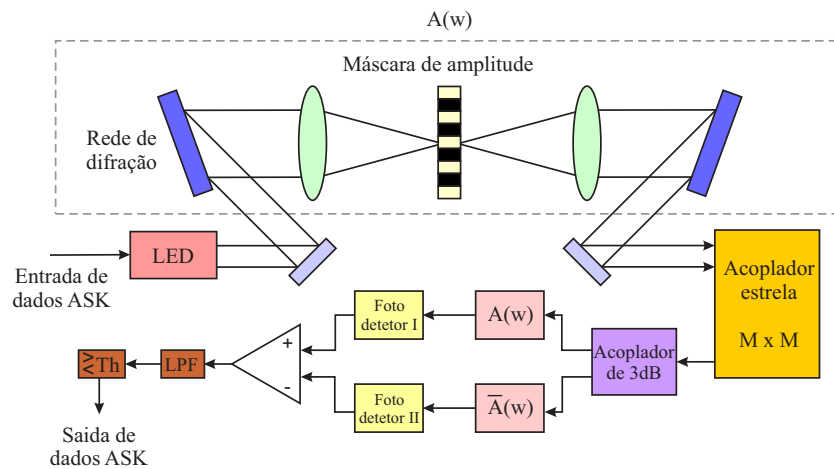 A(w)
Máscara de amplitude
Rede de
difração
LED
Entrada de
dados ASK
Acoplador
estrela
M x M
Foto
detetor I
A(w)
Acoplador
de 3dB
+
-
≷Th
LPF
Foto
detetor II
A̅(w)
Saida de
dados ASK